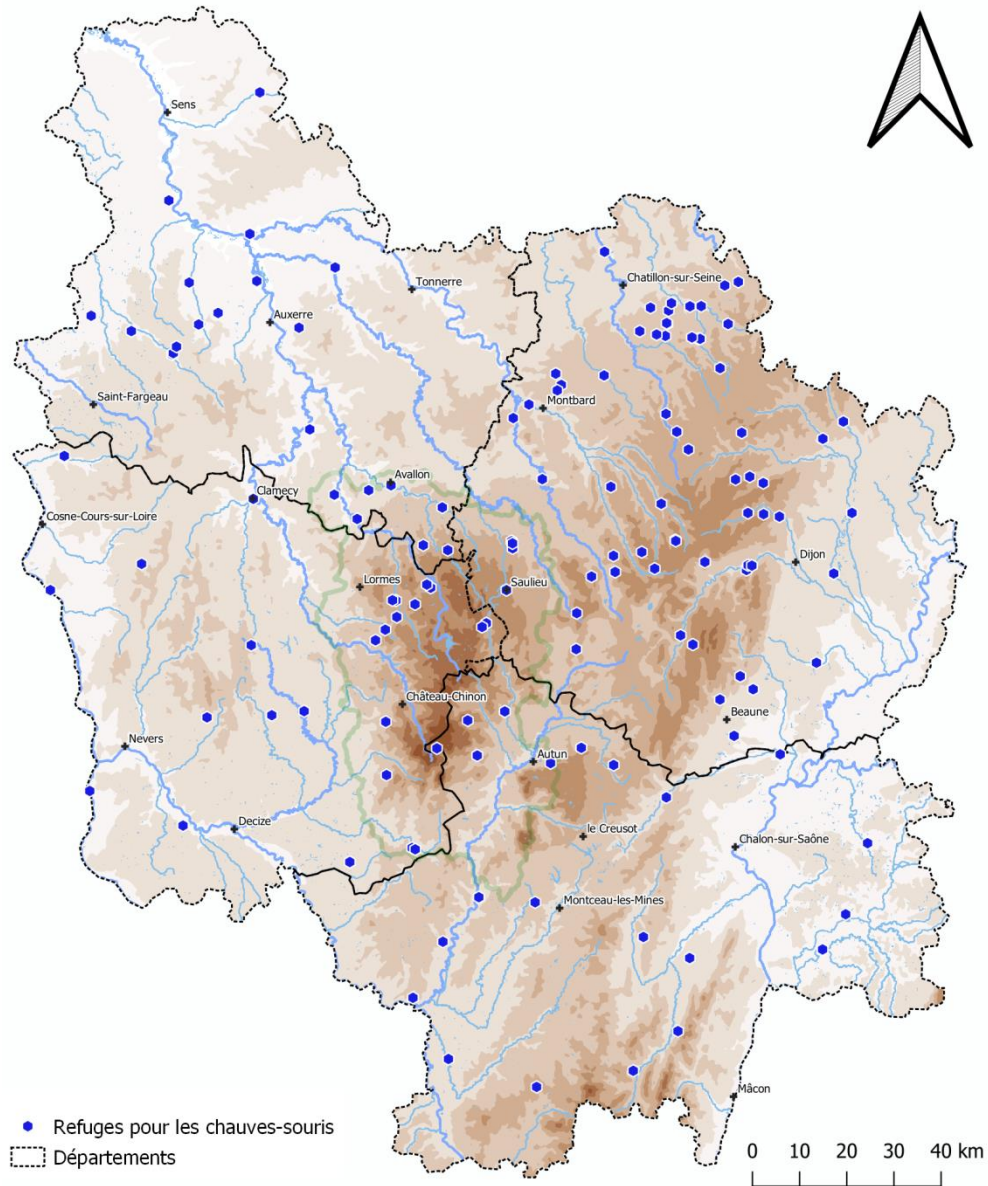 Sens
Tonnerre
Chatillon-sur-Seine
Auxerre
Saint-Fargeau
Montbard
Avallon
Clamecy
Cosne-Cours-sur-Loire
Dijon
Lormes
Saulieu
Château-Chinon
Beaune
Nevers
Autun
Decize
le Creusot
Chalon-sur-Saône
Montceau-les-Mines
Mâcon
Refuges pour les chauves-souris
Départements
0 10 20 30 40 km